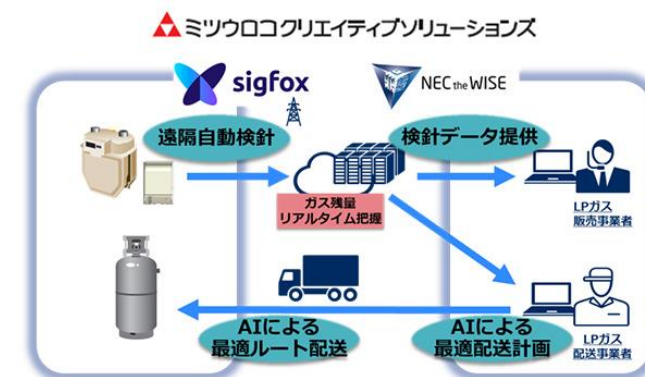 ミツウロコクリエイティブソリューションズ
sigfox
NEC the WISE
遠隔自動検針
検針データ提供
ガス残量
リアルタイム把握
LPガス
販売事業者
AIによる
最適ルート配送
AIによる
最適配送計画
LPガス
配送事業者